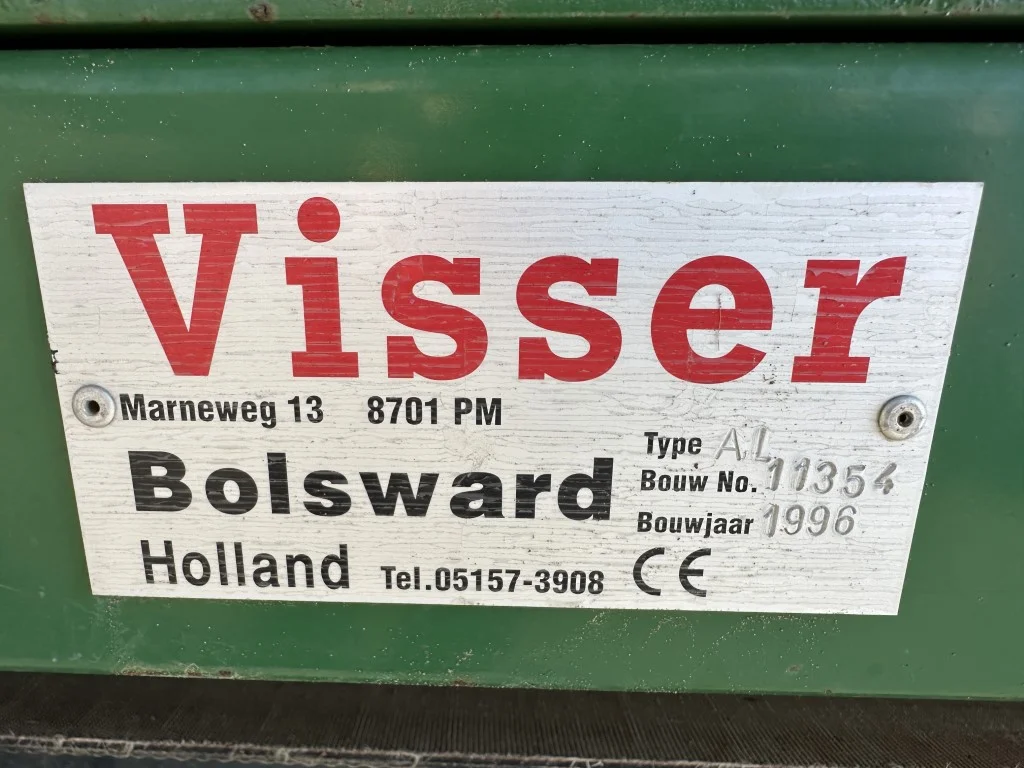 Visser
Marneweg 13 8701 PM
Bolsward
Holland Tel.05157-3908
Type AL
Bouw No. 11354
Bouwjaar 1996
CE